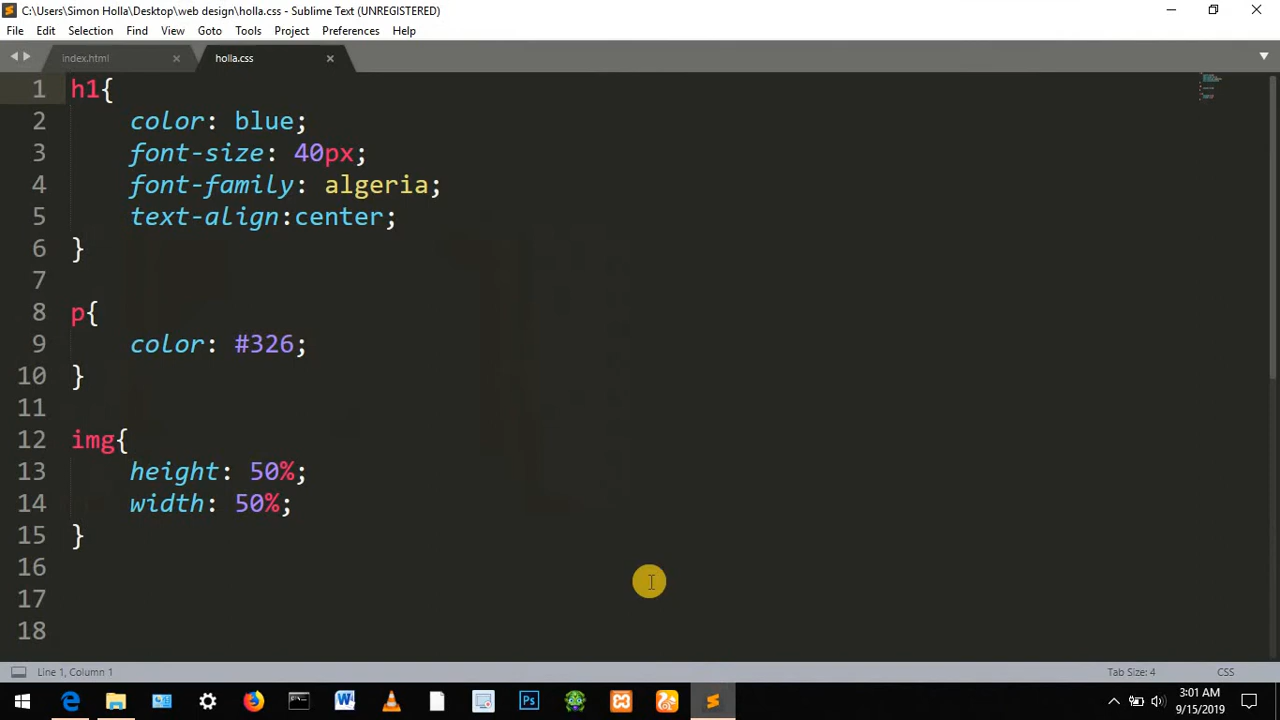 C:\Users\Simon Holla\Desktop\web design\holla.css - Sublime Text (UNREGISTERED)
File Edit Selection Find View Goto Tools Project Preferences Help
index.html holla.css
1 h1{
2 color: blue;
3 font-size: 40px;
4 font-family: algeria;
5 text-align:center;
6 }
7
8 p{
9 color: #326;
10 }
11
12 img{
13 height: 50%;
14 width: 50%;
15 }
16
17
18
Line 1, Column 1 Tab Size: 4 CSS
3:01 AM
9/15/2019